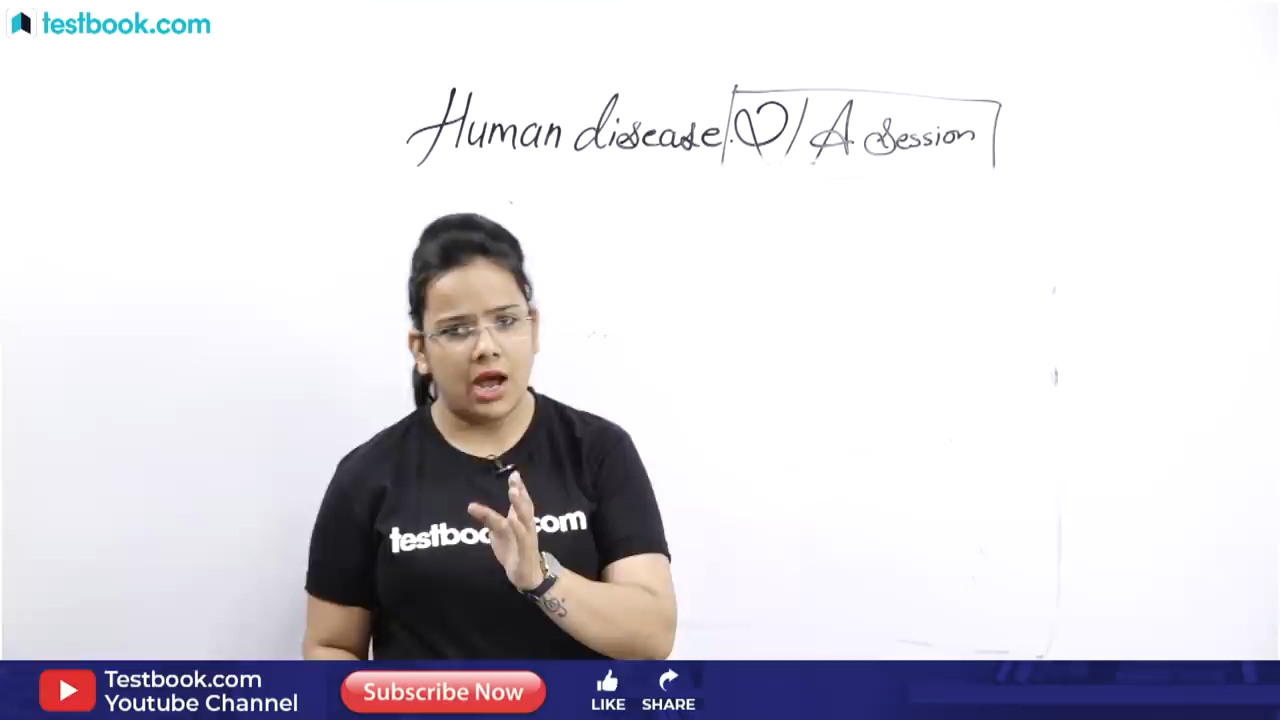 testbook.com
Human disease. / A session
testbook.com
Testbook.com
Youtube Channel
Subscribe Now
LIKE
SHARE